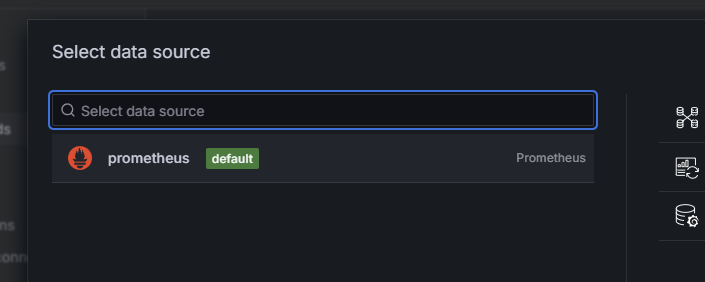 Select data source
Select data source
prometheus default Prometheus